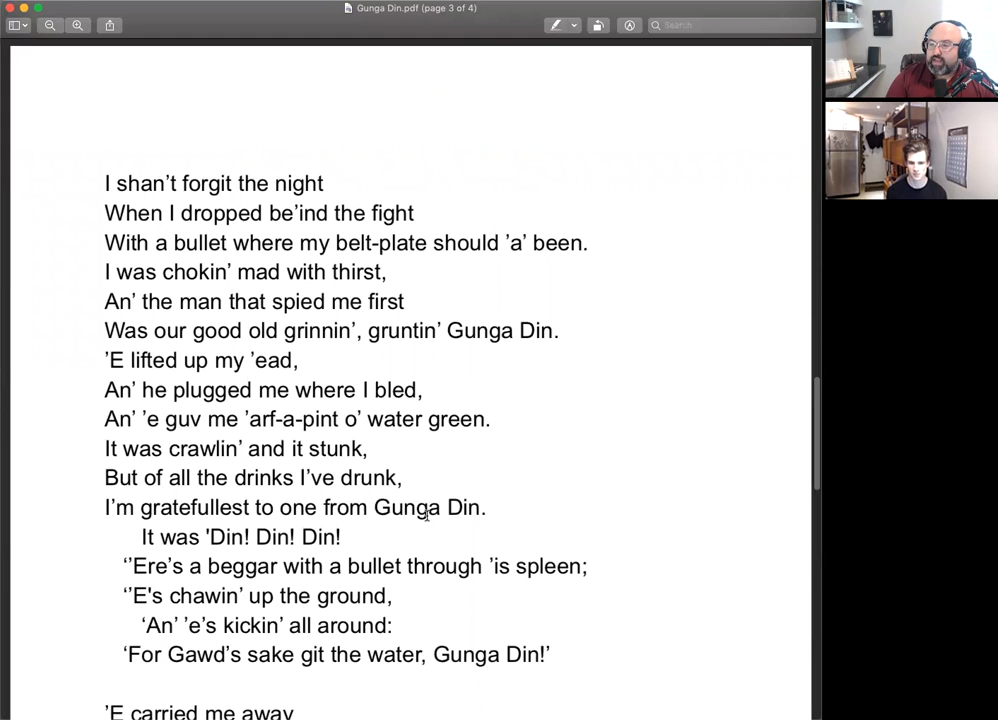 Gunga Din.pdf (page 3 of 4)
Search
I shan’t forgit the night
When I dropped be’ind the fight
With a bullet where my belt-plate should ’a’ been.
I was chokin’ mad with thirst,
An’ the man that spied me first
Was our good old grinnin’, gruntin’ Gunga Din.
’E lifted up my ’ead,
An’ he plugged me where I bled,
An’ ’e guv me ’arf-a-pint o’ water green.
It was crawlin’ and it stunk,
But of all the drinks I’ve drunk,
I’m gratefullest to one from Gunga Din.
It was 'Din! Din! Din!
‘’Ere’s a beggar with a bullet through ’is spleen;
‘’E's chawin’ up the ground,
‘An’ ’e’s kickin’ all around:
‘For Gawd’s sake git the water, Gunga Din!’
’E carried me away